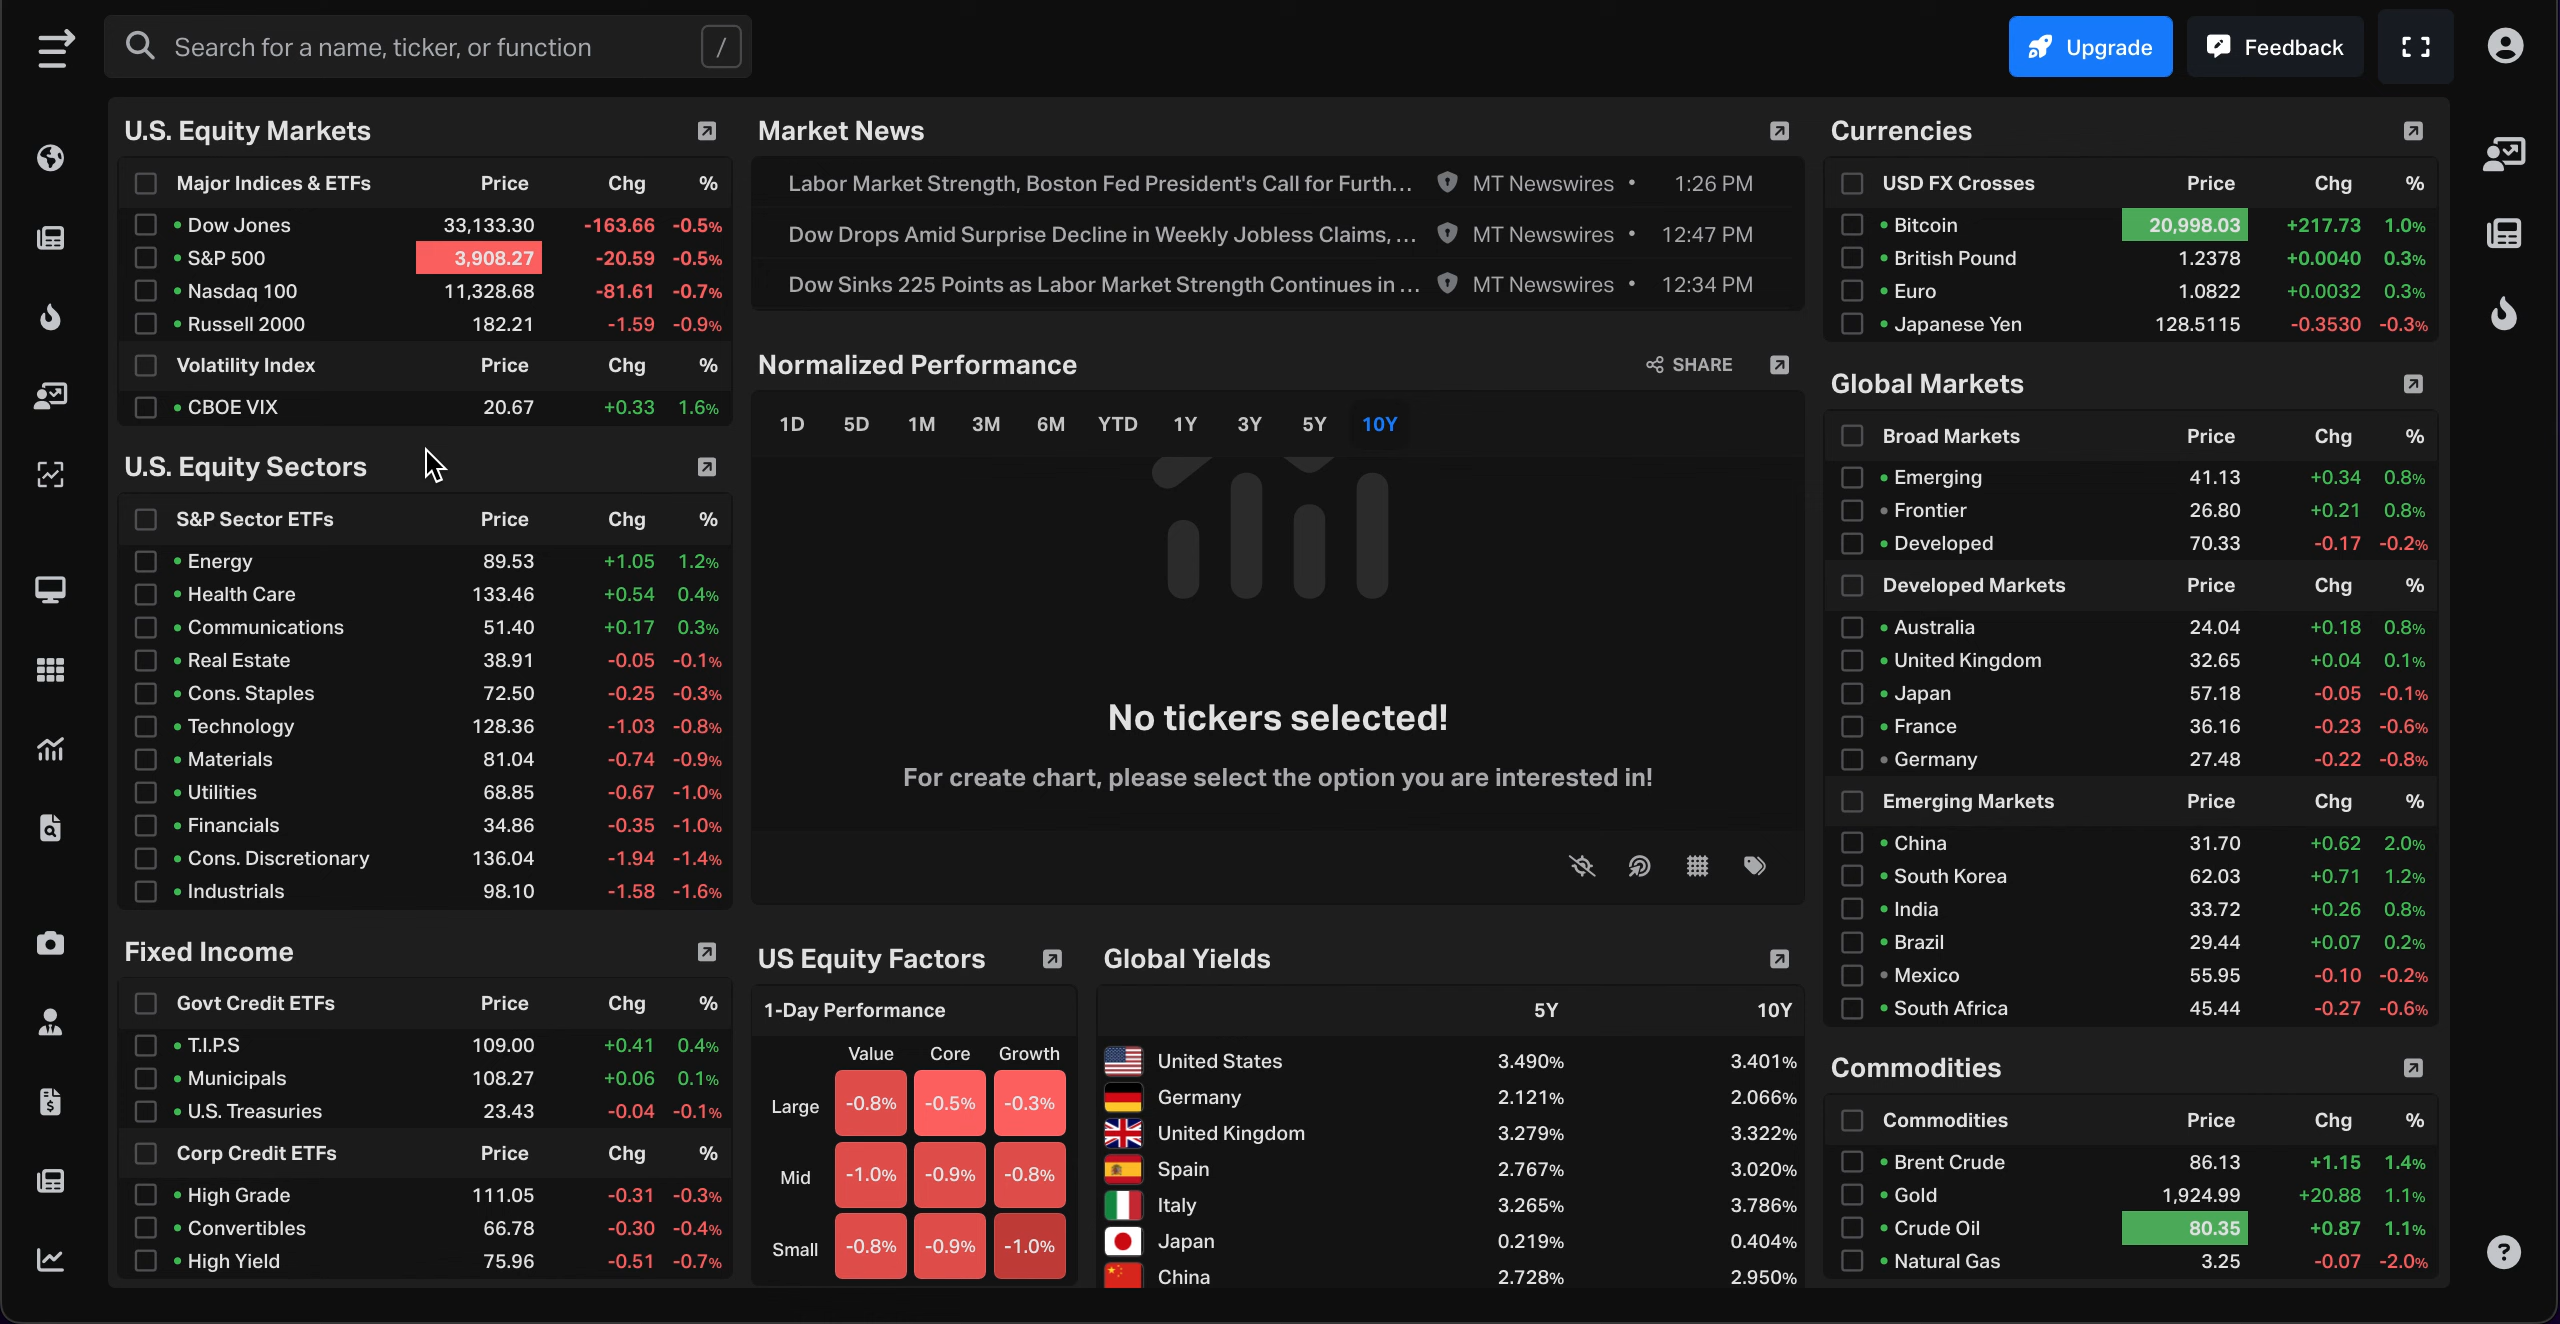 Search for a name, ticker, or function /
Upgrade
Feedback
U.S. Equity Markets
Major Indices & ETFs Price Chg %
Dow Jones 33,133.30 -163.66 -0.5%
S&P 500 3,908.27 -20.59 -0.5%
Nasdaq 100 11,328.68 -81.61 -0.7%
Russell 2000 182.21 -1.59 -0.9%
Volatility Index Price Chg %
CBOE VIX 20.67 +0.33 1.6%
U.S. Equity Sectors
S&P Sector ETFs Price Chg %
Energy 89.53 +1.05 1.2%
Health Care 133.46 +0.54 0.4%
Communications 51.40 +0.17 0.3%
Real Estate 38.91 -0.05 -0.1%
Cons. Staples 72.50 -0.25 -0.3%
Technology 128.36 -1.03 -0.8%
Materials 81.04 -0.74 -0.9%
Utilities 68.85 -0.67 -1.0%
Financials 34.86 -0.35 -1.0%
Cons. Discretionary 136.04 -1.94 -1.4%
Industrials 98.10 -1.58 -1.6%
Fixed Income
Govt Credit ETFs Price Chg %
T.I.P.S 109.00 +0.41 0.4%
Municipals 108.27 +0.06 0.1%
U.S. Treasuries 23.43 -0.04 -0.1%
Corp Credit ETFs Price Chg %
High Grade 111.05 -0.31 -0.3%
Convertibles 66.78 -0.30 -0.4%
High Yield 75.96 -0.51 -0.7%
Market News
Labor Market Strength, Boston Fed President's Call for Furth... MT Newswires • 1:26 PM
Dow Drops Amid Surprise Decline in Weekly Jobless Claims, ... MT Newswires • 12:47 PM
Dow Sinks 225 Points as Labor Market Strength Continues in ... MT Newswires • 12:34 PM
Normalized Performance SHARE
1D 5D 1M 3M 6M YTD 1Y 3Y 5Y 10Y
No tickers selected!
For create chart, please select the option you are interested in!
US Equity Factors
1-Day Performance
Value Core Growth
Large -0.8% -0.5% -0.3%
Mid -1.0% -0.9% -0.8%
Small -0.8% -0.9% -1.0%
Global Yields
5Y 10Y
United States 3.490% 3.401%
Germany 2.121% 2.066%
United Kingdom 3.279% 3.322%
Spain 2.767% 3.020%
Italy 3.265% 3.786%
Japan 0.219% 0.404%
China 2.728% 2.950%
Currencies
USD FX Crosses Price Chg %
Bitcoin 20,998.03 +217.73 1.0%
British Pound 1.2378 +0.0040 0.3%
Euro 1.0822 +0.0032 0.3%
Japanese Yen 128.5115 -0.3530 -0.3%
Global Markets
Broad Markets Price Chg %
Emerging 41.13 +0.34 0.8%
Frontier 26.80 +0.21 0.8%
Developed 70.33 -0.17 -0.2%
Developed Markets Price Chg %
Australia 24.04 +0.18 0.8%
United Kingdom 32.65 +0.04 0.1%
Japan 57.18 -0.05 -0.1%
France 36.16 -0.23 -0.6%
Germany 27.48 -0.22 -0.8%
Emerging Markets Price Chg %
China 31.70 +0.62 2.0%
South Korea 62.03 +0.71 1.2%
India 33.72 +0.26 0.8%
Brazil 29.44 +0.07 0.2%
Mexico 55.95 -0.10 -0.2%
South Africa 45.44 -0.27 -0.6%
Commodities
Commodities Price Chg %
Brent Crude 86.13 +1.15 1.4%
Gold 1,924.99 +20.88 1.1%
Crude Oil 80.35 +0.87 1.1%
Natural Gas 3.25 -0.07 -2.0%
?